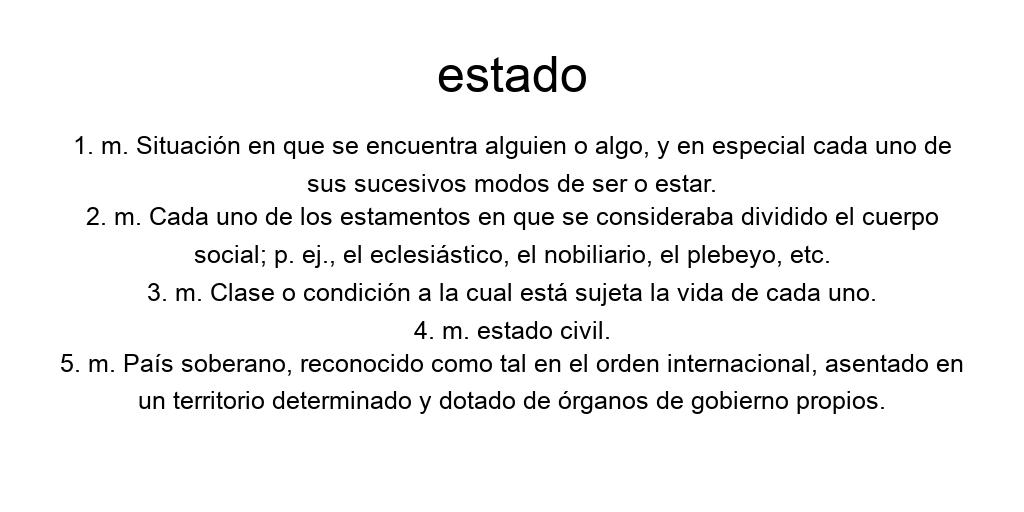 estado
1. m. Situación en que se encuentra alguien o algo, y en especial cada uno de
sus sucesivos modos de ser o estar.
2. m. Cada uno de los estamentos en que se consideraba dividido el cuerpo
social; p. ej., el eclesiástico, el nobiliario, el plebeyo, etc.
3. m. Clase o condición a la cual está sujeta la vida de cada uno.
4. m. estado civil.
5. m. País soberano, reconocido como tal en el orden internacional, asentado en
un territorio determinado y dotado de órganos de gobierno propios.